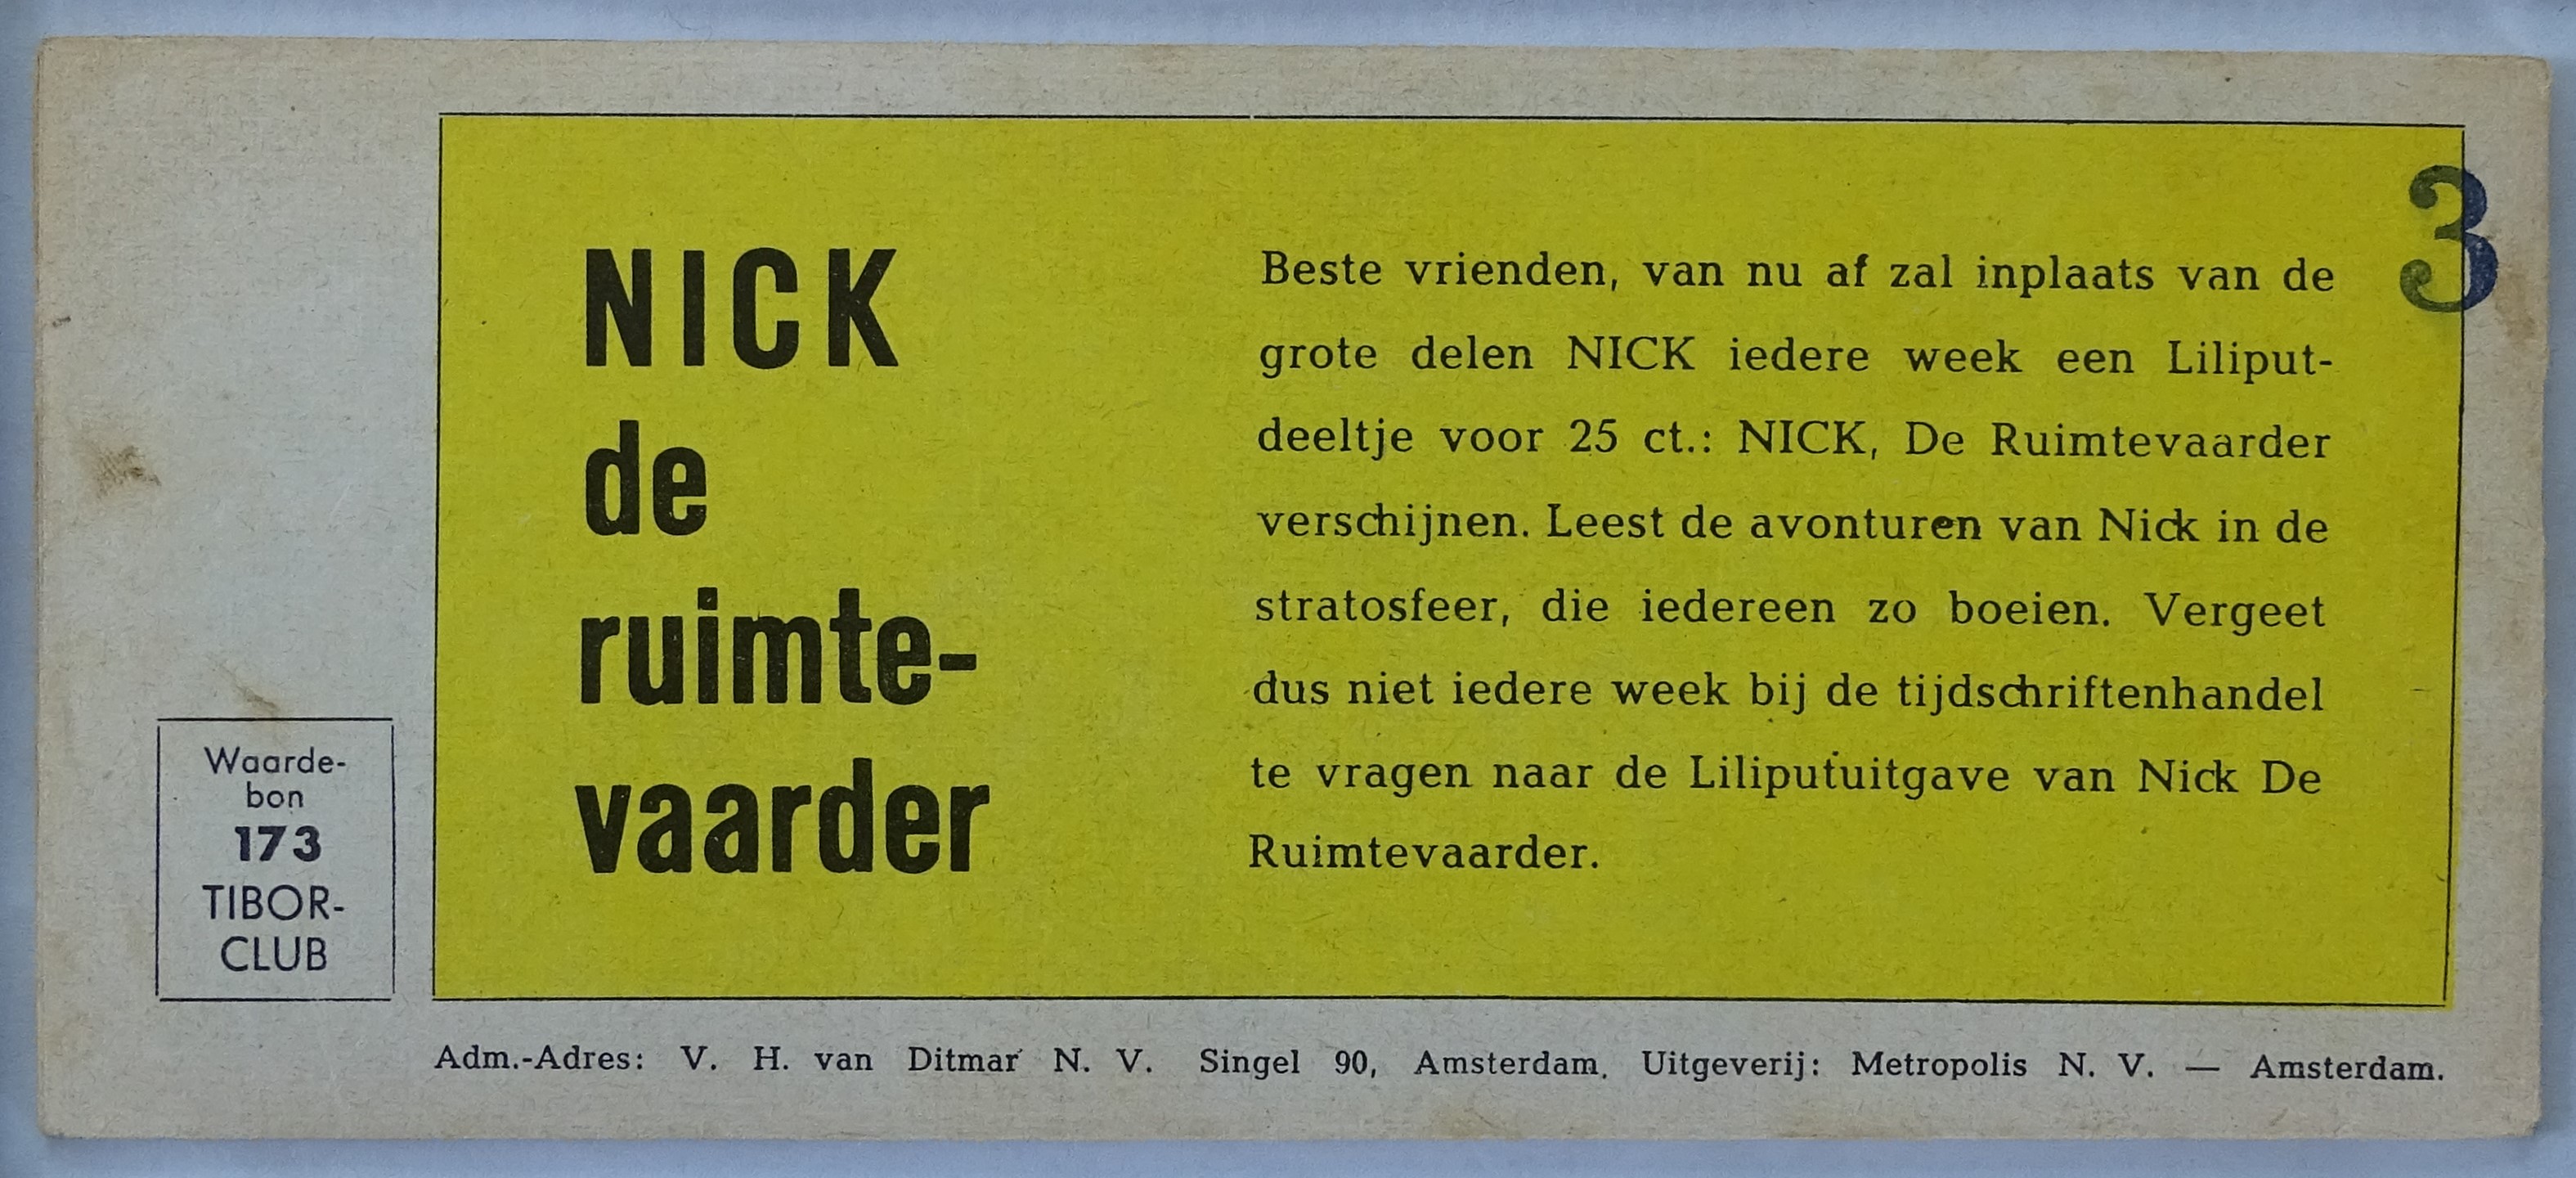 NICK
de
ruimte-
vaarder
Beste vrienden, van nu af zal inplaats van de
grote delen NICK iedere week een Liliput-
deeltje voor 25 ct.: NICK, De Ruimtevaarder
verschijnen. Leest de avonturen van Nick in de
stratosfeer, die iedereen zo boeien. Vergeet
dus niet iedere week bij de tijdschriftenhandel
te vragen naar de Liliputuitgave van Nick De
Ruimtevaarder.
3
Waarde-
bon
173
TIBOR-
CLUB
Adm.-Adres: V. H. van Ditmar N. V. Singel 90, Amsterdam. Uitgeverij: Metropolis N. V. — Amsterdam.